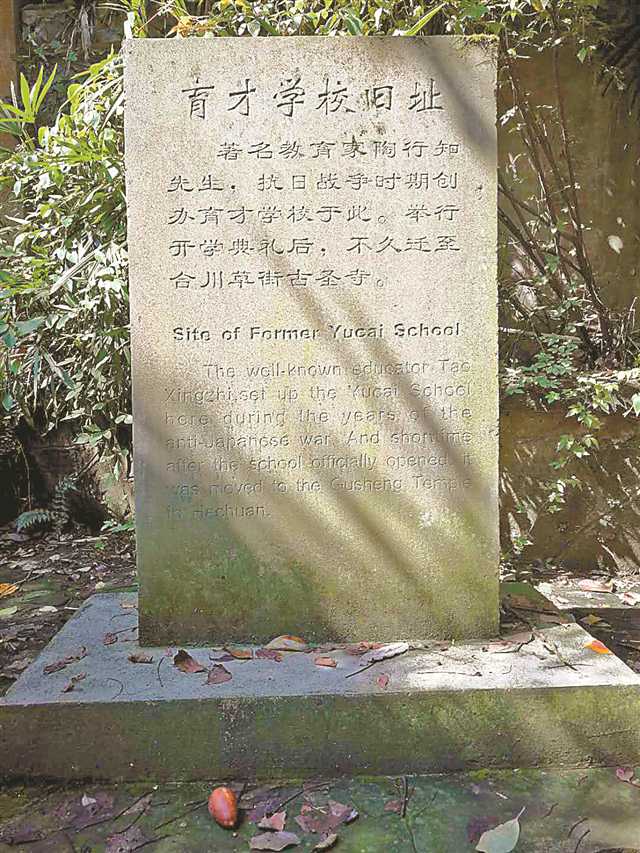 育才学校旧址
著名教育家陶行知
先生，抗日战争时期创
办育才学校于此。举行
开学典礼后，不久迁至
合川草街古圣寺。
Site of Former Yucai School
The well-known educator Tao
Xingzhi,set up the Yucai School
here during the years of the
anti-Japanese war. And shortime
after the school officially opened, it
was moved to the Gusheng Temple
in Hechuan.